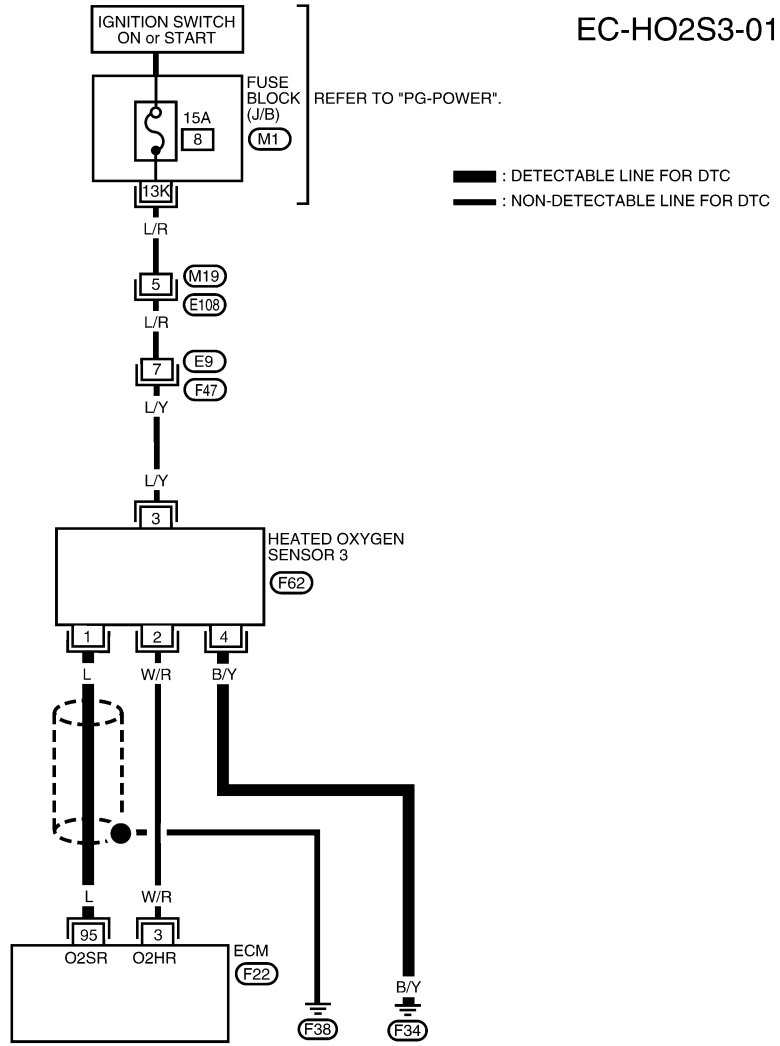 EC-HO2S3-01
IGNITION SWITCH
ON or START
FUSE
BLOCK
(J/B)
M1
REFER TO "PG-POWER".
15A
8
13K
: DETECTABLE LINE FOR DTC
: NON-DETECTABLE LINE FOR DTC
L/R
5
M19
E108
L/R
7
E9
F47
L/Y
L/Y
3
HEATED OXYGEN
SENSOR 3
F62
1
2
4
L
W/R
B/Y
L
W/R
95
3
O2SR
O2HR
ECM
F22
B/Y
F38
F34